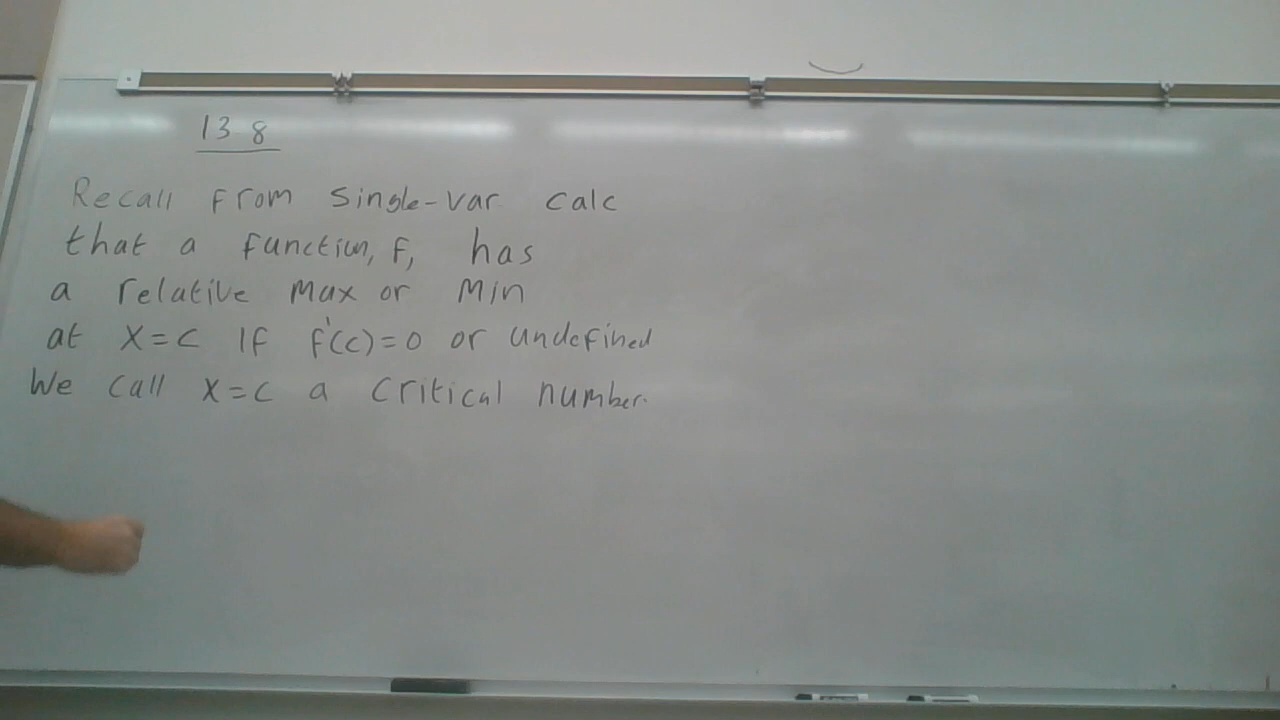 13 8
Recall from single-var calc
that a function, f, has
a relative max or min
at x=c if f'(c)=0 or undefined
We call x=c a critical number.